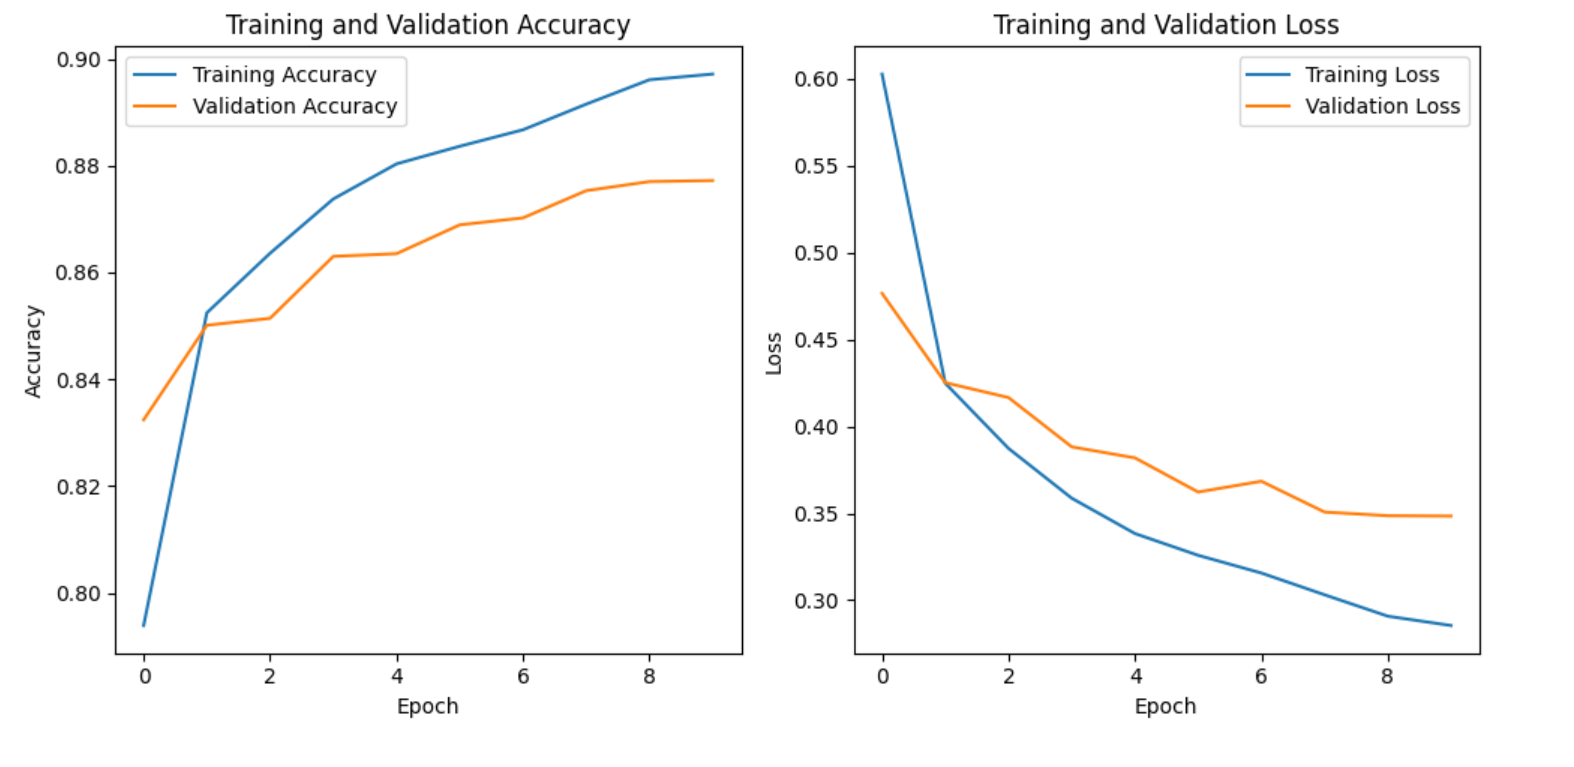 Training and Validation Accuracy
Training Accuracy
Validation Accuracy
0.90
0.88
0.86
0.84
0.82
0.80
Accuracy
0 2 4 6 8
Epoch
Training and Validation Loss
Training Loss
Validation Loss
0.60
0.55
0.50
0.45
0.40
0.35
0.30
Loss
0 2 4 6 8
Epoch